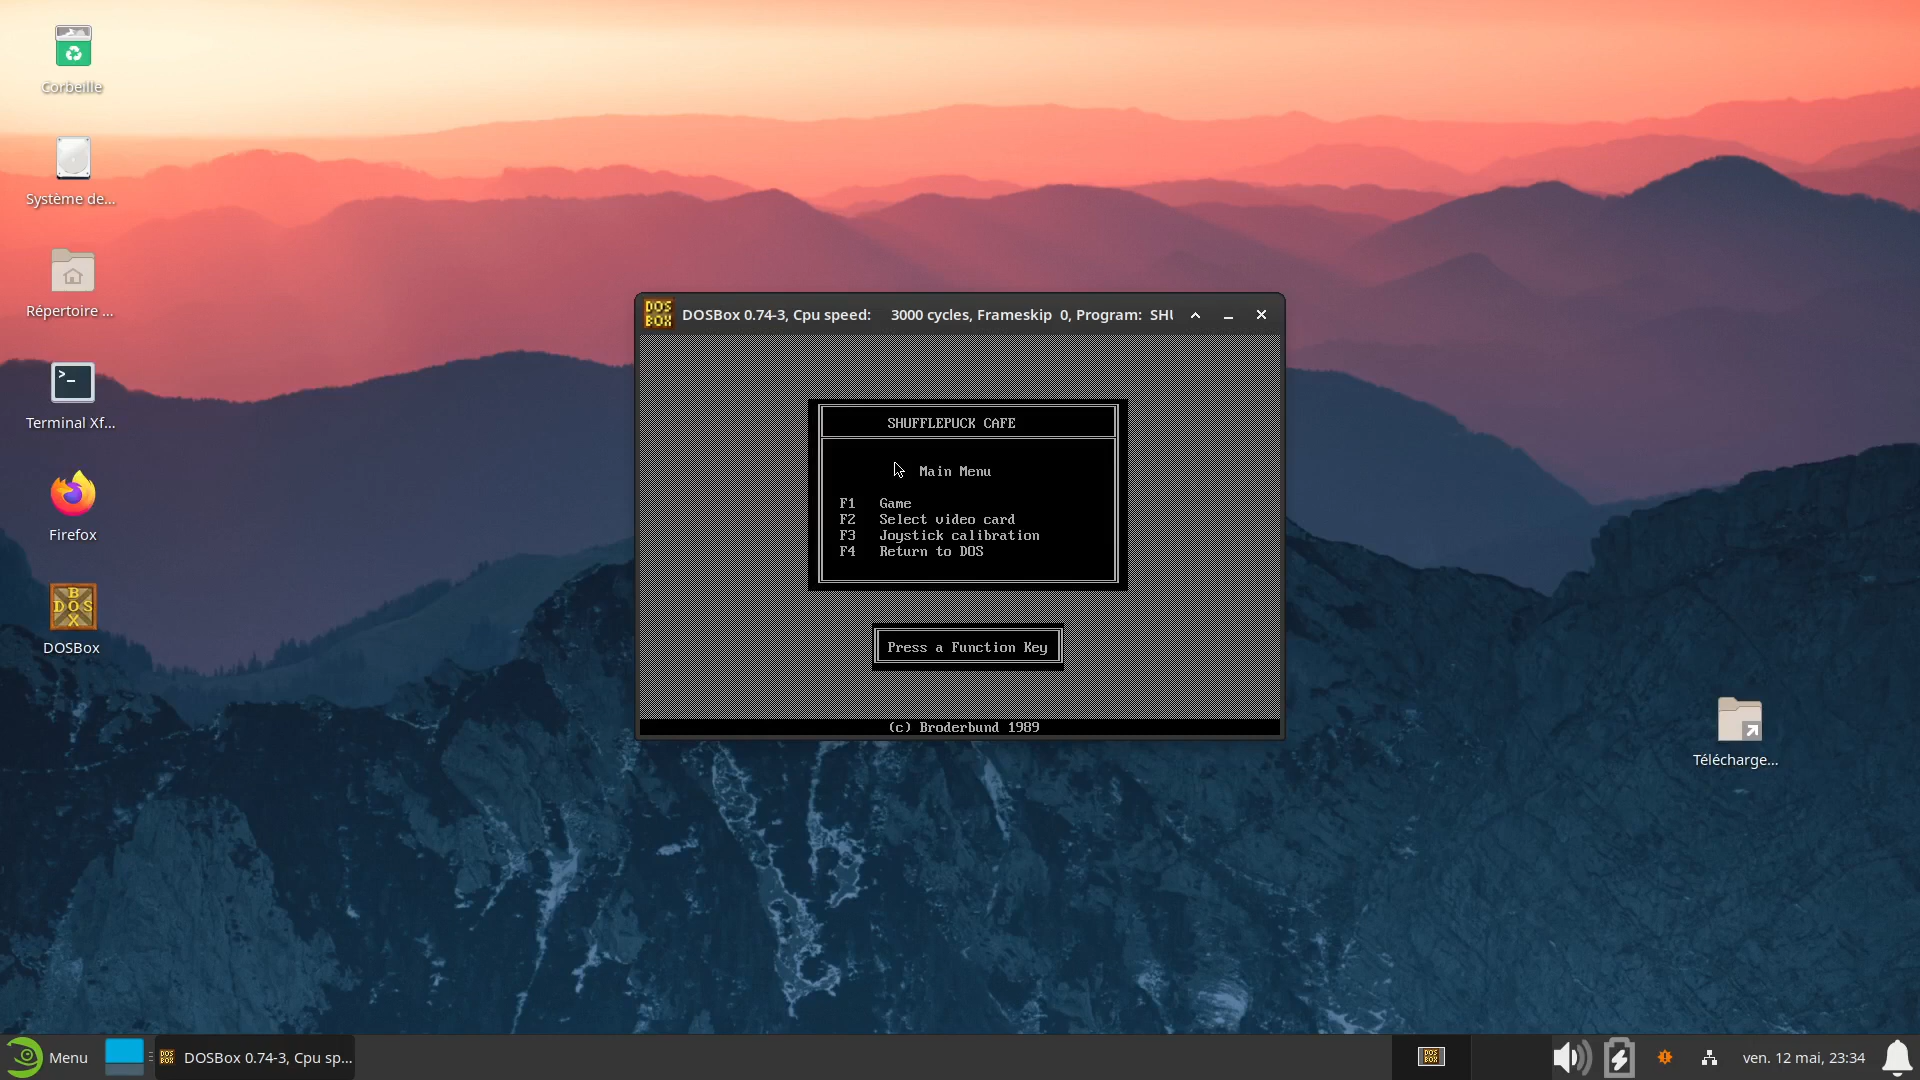 Corbeille
Système de...
Répertoire ...
Terminal Xf...
Firefox
DOSBox
DOSBox 0.74-3, Cpu speed: 3000 cycles, Frameskip 0, Program: SHU
SHUFFLEPUCK CAFE
Main Menu
F1 Game
F2 Select video card
F3 Joystick calibration
F4 Return to DOS
Press a Function Key
(c) Broderbund 1989
Télécharge...
Menu
DOSBox 0.74-3, Cpu sp...
ven. 12 mai, 23:34